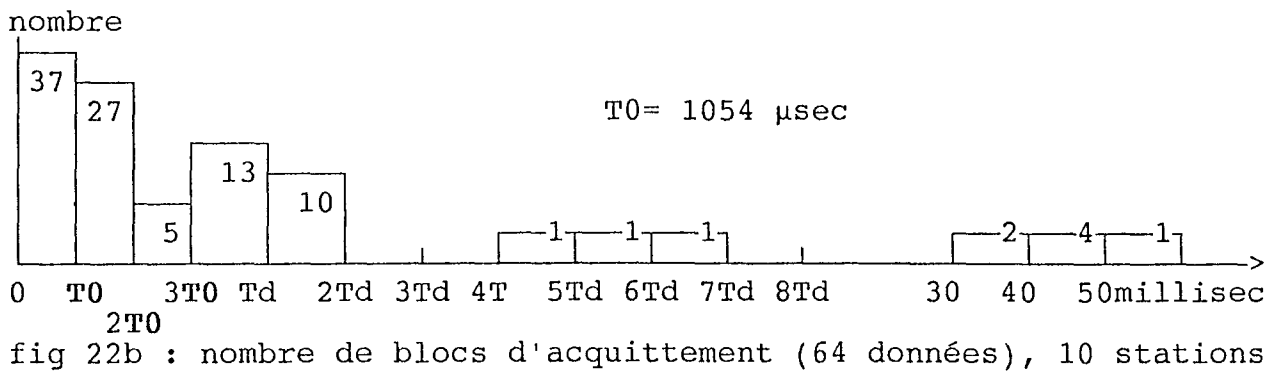 nombre
37
27
T0= 1054 µsec
13
10
5
1 1 1 2 4 1
0 T0 3T0 Td 2Td 3Td 4T 5Td 6Td 7Td 8Td 30 40 50millisec
2T0
fig 22b : nombre de blocs d'acquittement (64 données), 10 stations